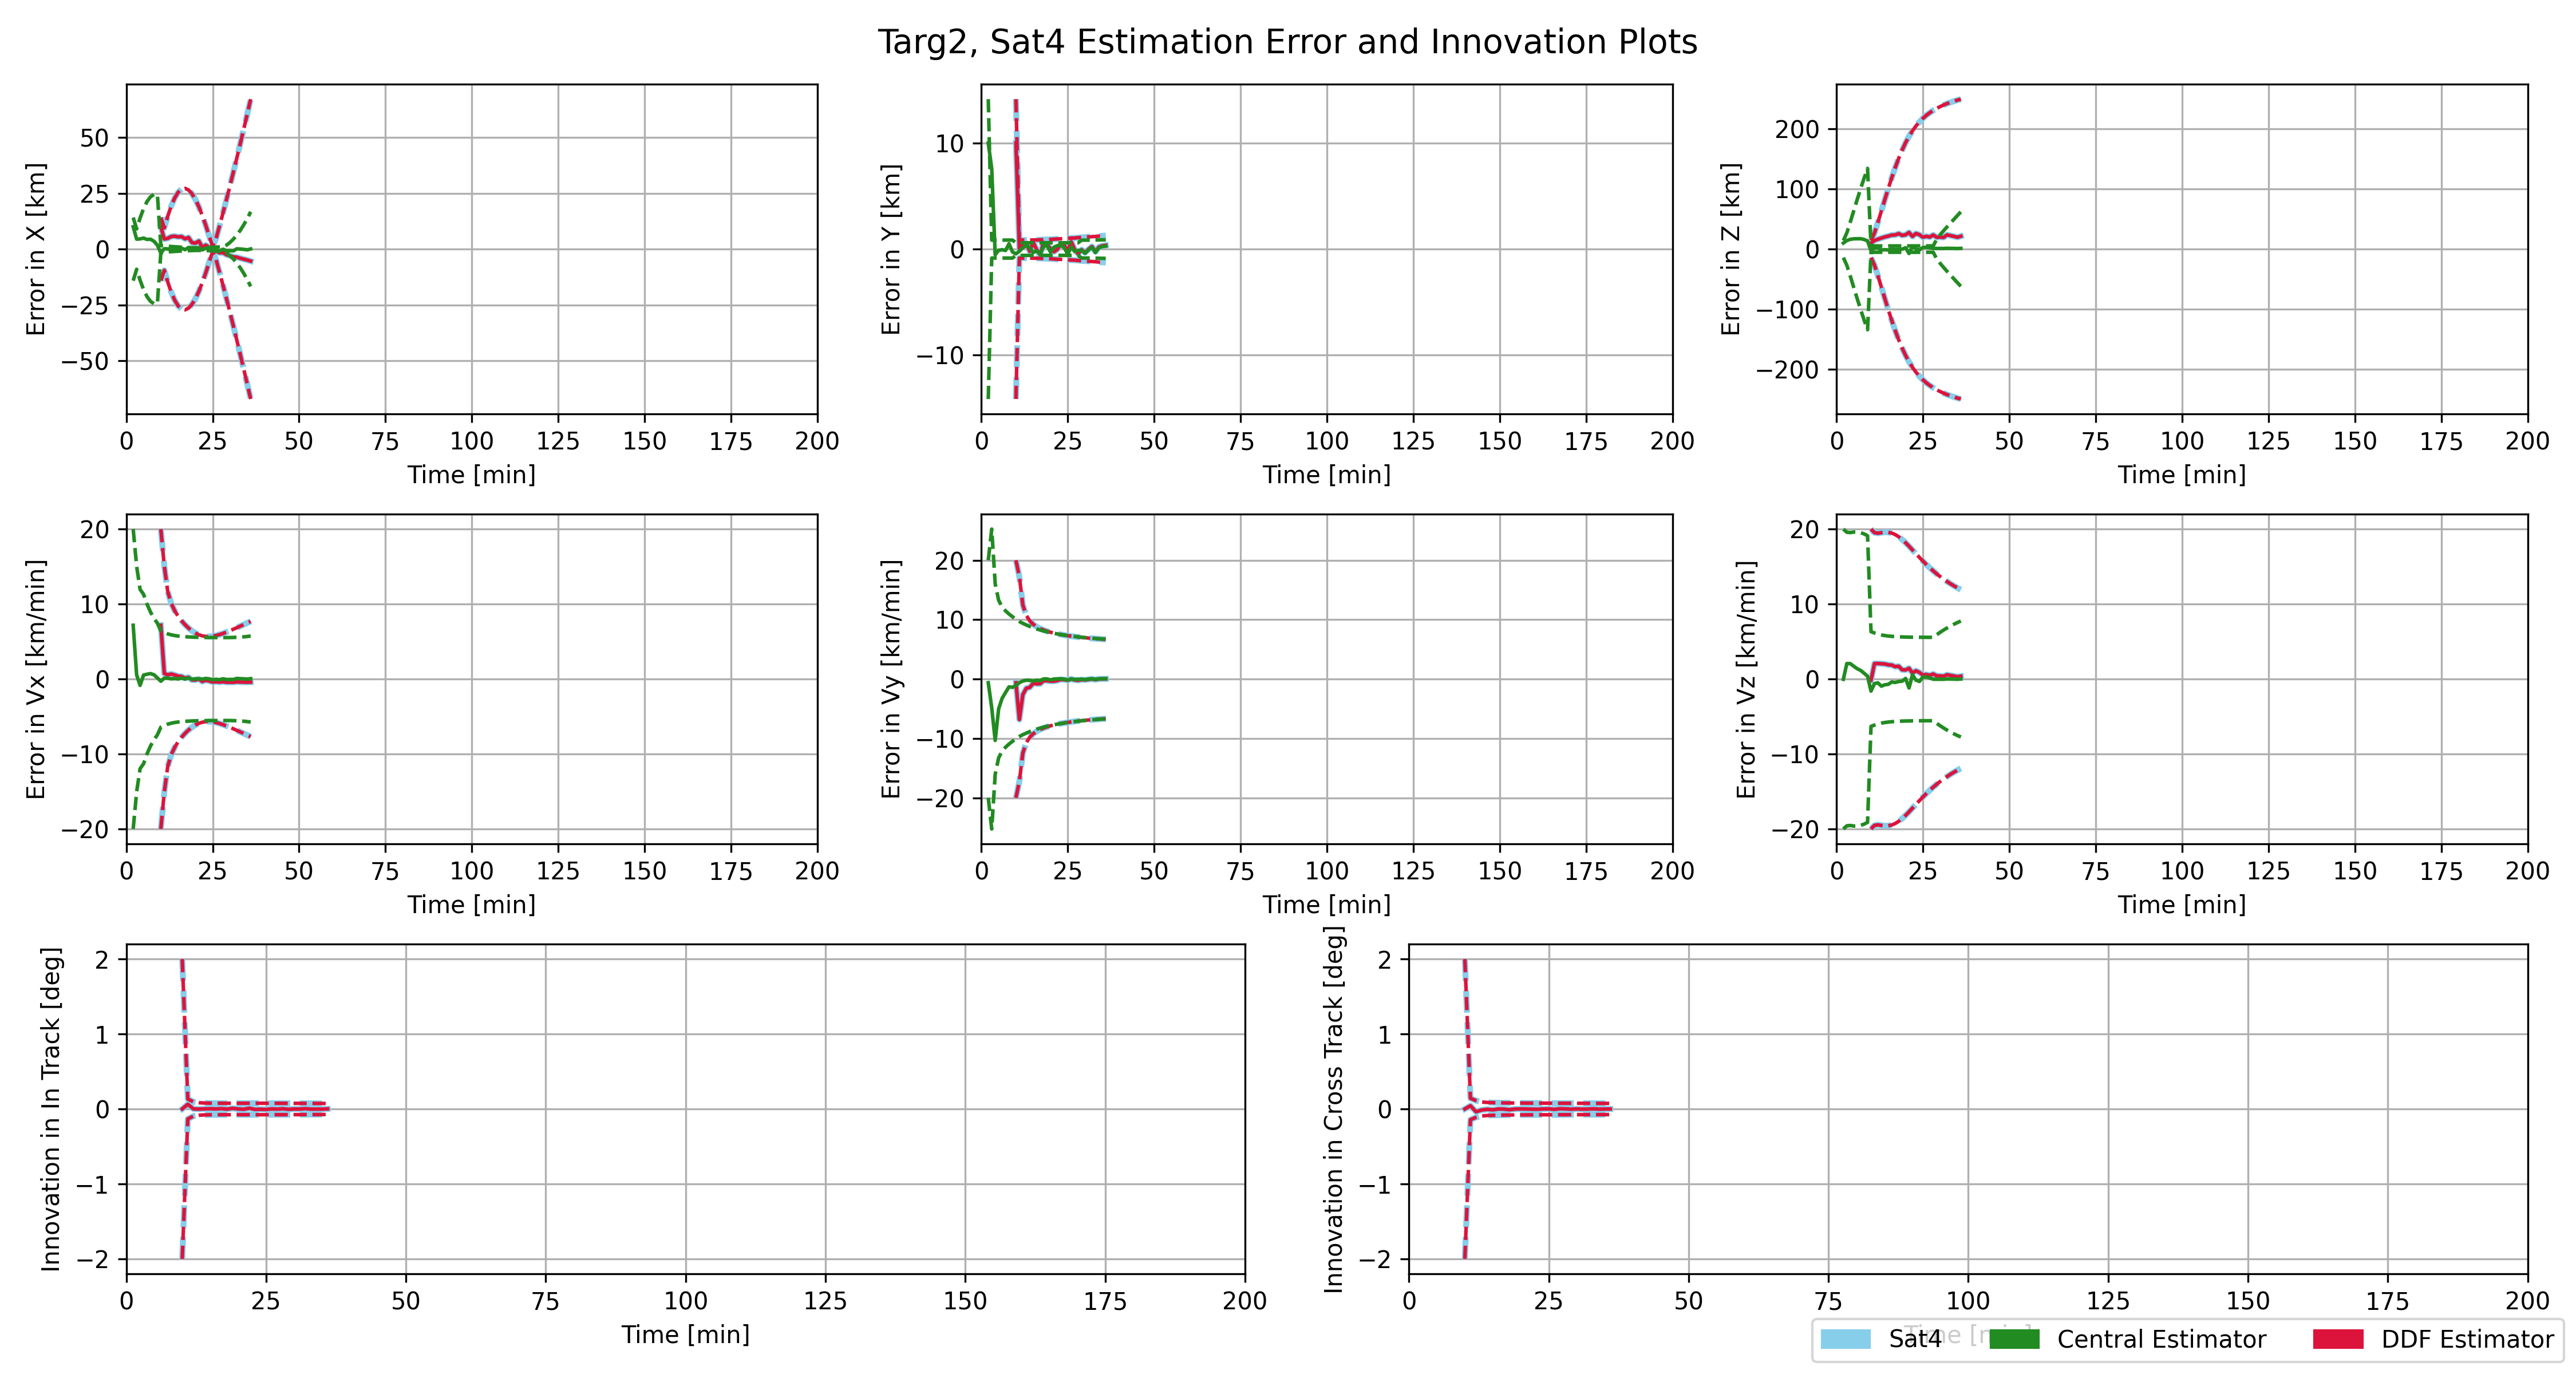 Targ2, Sat4 Estimation Error and Innovation Plots
Error in X [km]
50
25
0
−25
−50
0 25 50 75 100 125 150 175 200
Time [min]
Error in Y [km]
10
0
−10
0 25 50 75 100 125 150 175 200
Time [min]
Error in Z [km]
200
100
0
−100
−200
0 25 50 75 100 125 150 175 200
Time [min]
Error in Vx [km/min]
20
10
0
−10
−20
0 25 50 75 100 125 150 175 200
Time [min]
Error in Vy [km/min]
20
10
0
−10
−20
0 25 50 75 100 125 150 175 200
Time [min]
Error in Vz [km/min]
20
10
0
−10
−20
0 25 50 75 100 125 150 175 200
Time [min]
Innovation in In Track [deg]
2
1
0
−1
−2
0 25 50 75 100 125 150 175 200
Time [min]
Innovation in Cross Track [deg]
2
1
0
−1
−2
0 25 50 75 100 125 150 175 200
Time [min]
Sat4 Central Estimator DDF Estimator